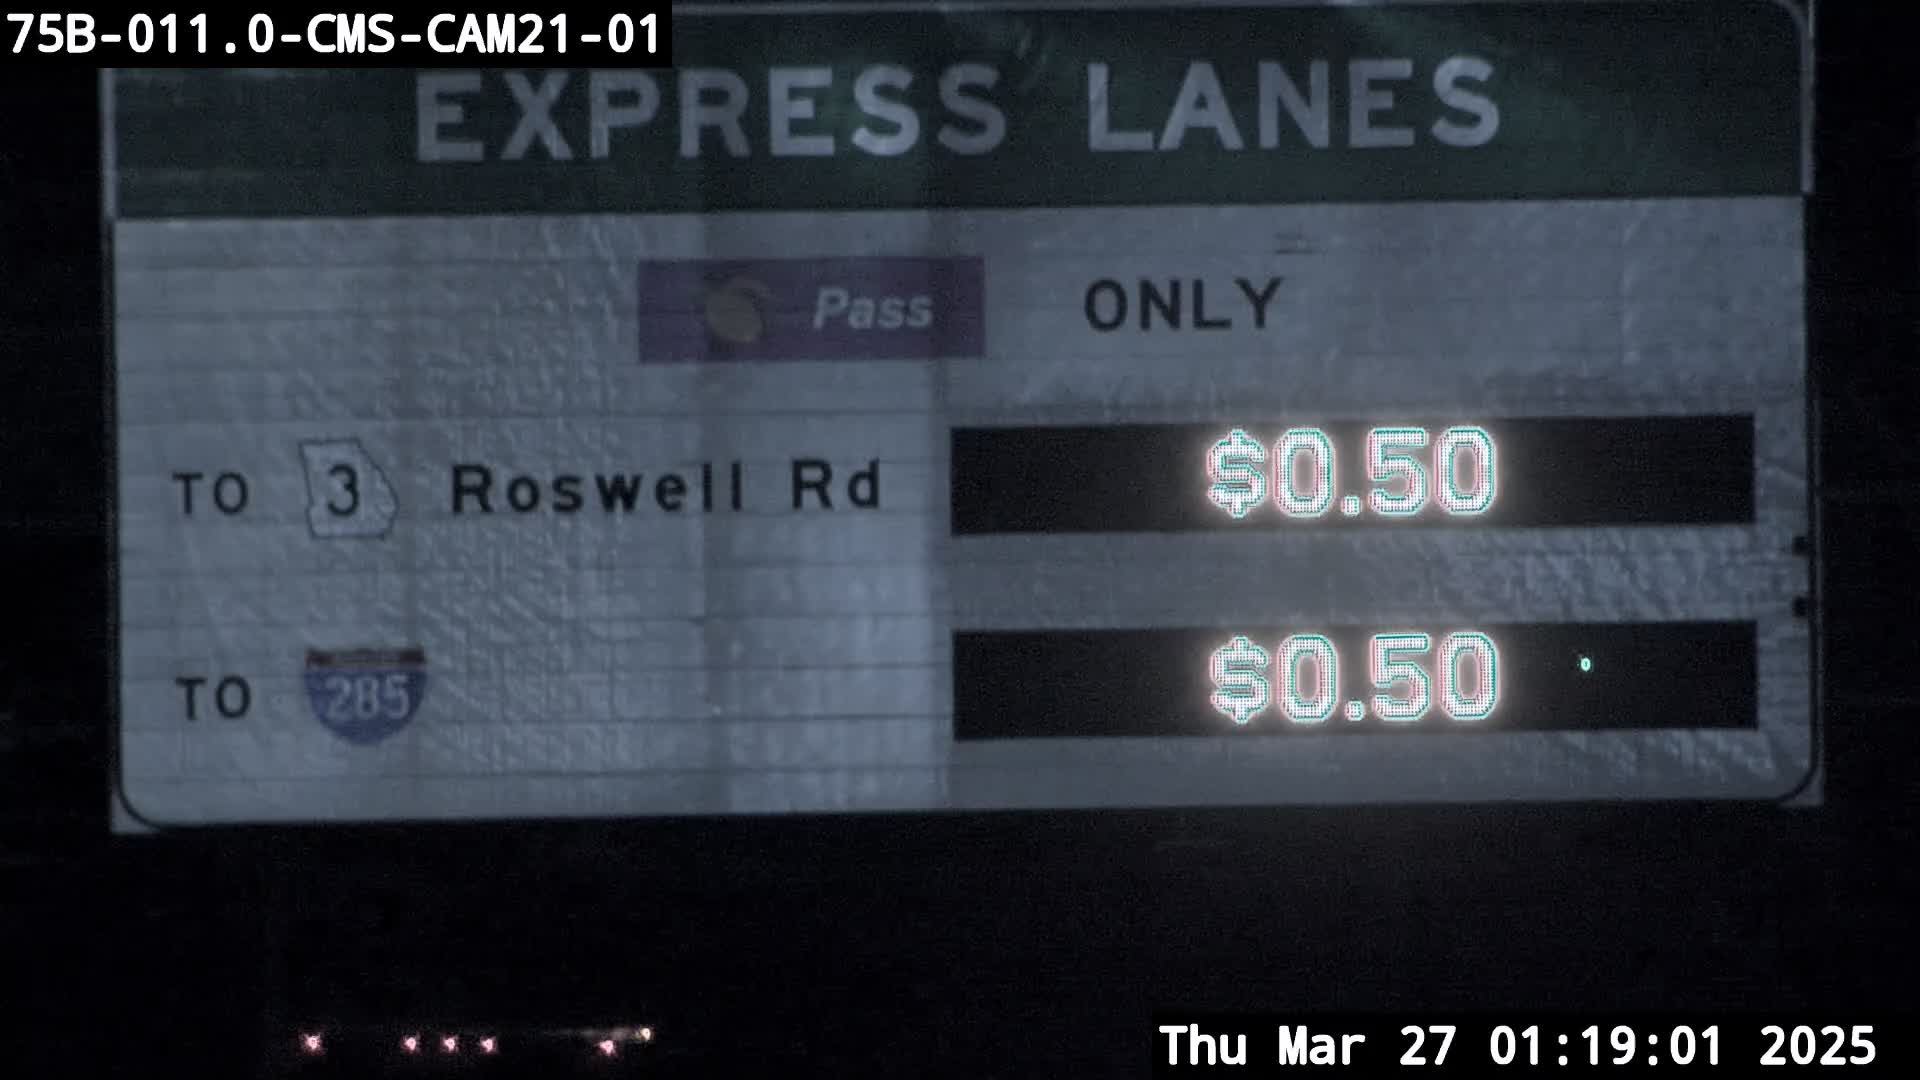 75B-011.0-CMS-CAM21-01
EXPRESS LANES
Pass ONLY
TO 3 Roswell Rd $0.50
TO 285 $0.50
Thu Mar 27 01:19:01 2025